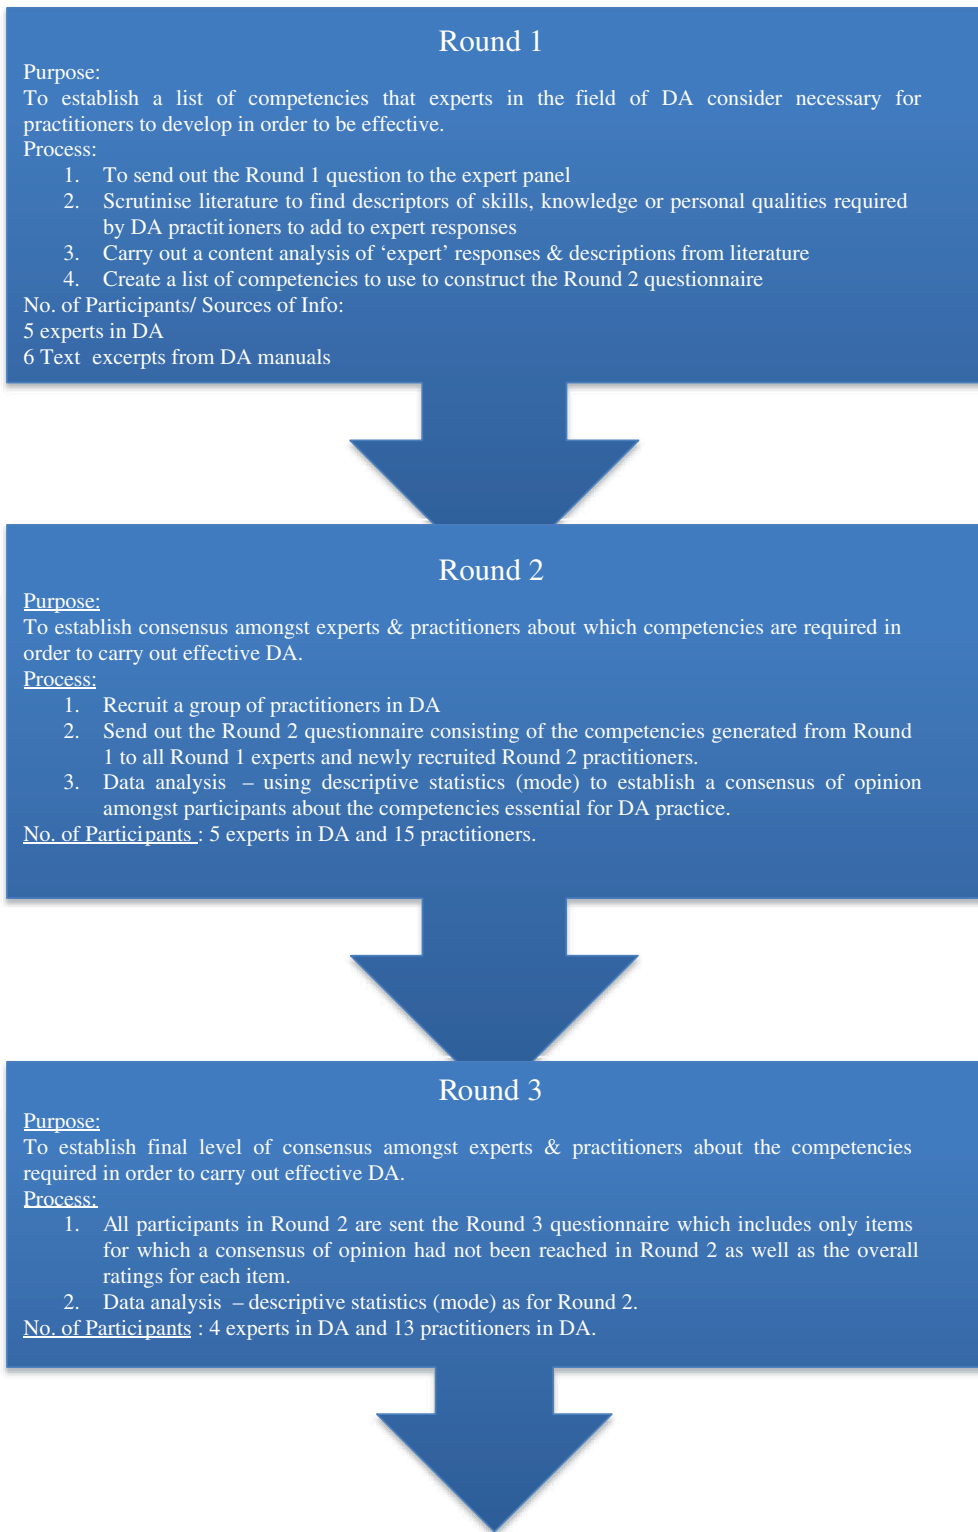 Round 1
Purpose:
To establish a list of competencies that experts in the field of DA consider necessary for
practitioners to develop in order to be effective.
Process:
1. To send out the Round 1 question to the expert panel
2. Scrutinise literature to find descriptors of skills, knowledge or personal qualities required
by DA practitioners to add to expert responses
3. Carry out a content analysis of ‘expert’ responses & descriptions from literature
4. Create a list of competencies to use to construct the Round 2 questionnaire
No. of Participants/ Sources of Info:
5 experts in DA
6 Text excerpts from DA manuals
Round 2
Purpose:
To establish consensus amongst experts & practitioners about which competencies are required in
order to carry out effective DA.
Process:
1. Recruit a group of practitioners in DA
2. Send out the Round 2 questionnaire consisting of the competencies generated from Round
1 to all Round 1 experts and newly recruited Round 2 practitioners.
3. Data analysis – using descriptive statistics (mode) to establish a consensus of opinion
amongst participants about the competencies essential for DA practice.
No. of Participants : 5 experts in DA and 15 practitioners.
Round 3
Purpose:
To establish final level of consensus amongst experts & practitioners about the competencies
required in order to carry out effective DA.
Process:
1. All participants in Round 2 are sent the Round 3 questionnaire which includes only items
for which a consensus of opinion had not been reached in Round 2 as well as the overall
ratings for each item.
2. Data analysis – descriptive statistics (mode) as for Round 2.
No. of Participants : 4 experts in DA and 13 practitioners in DA.